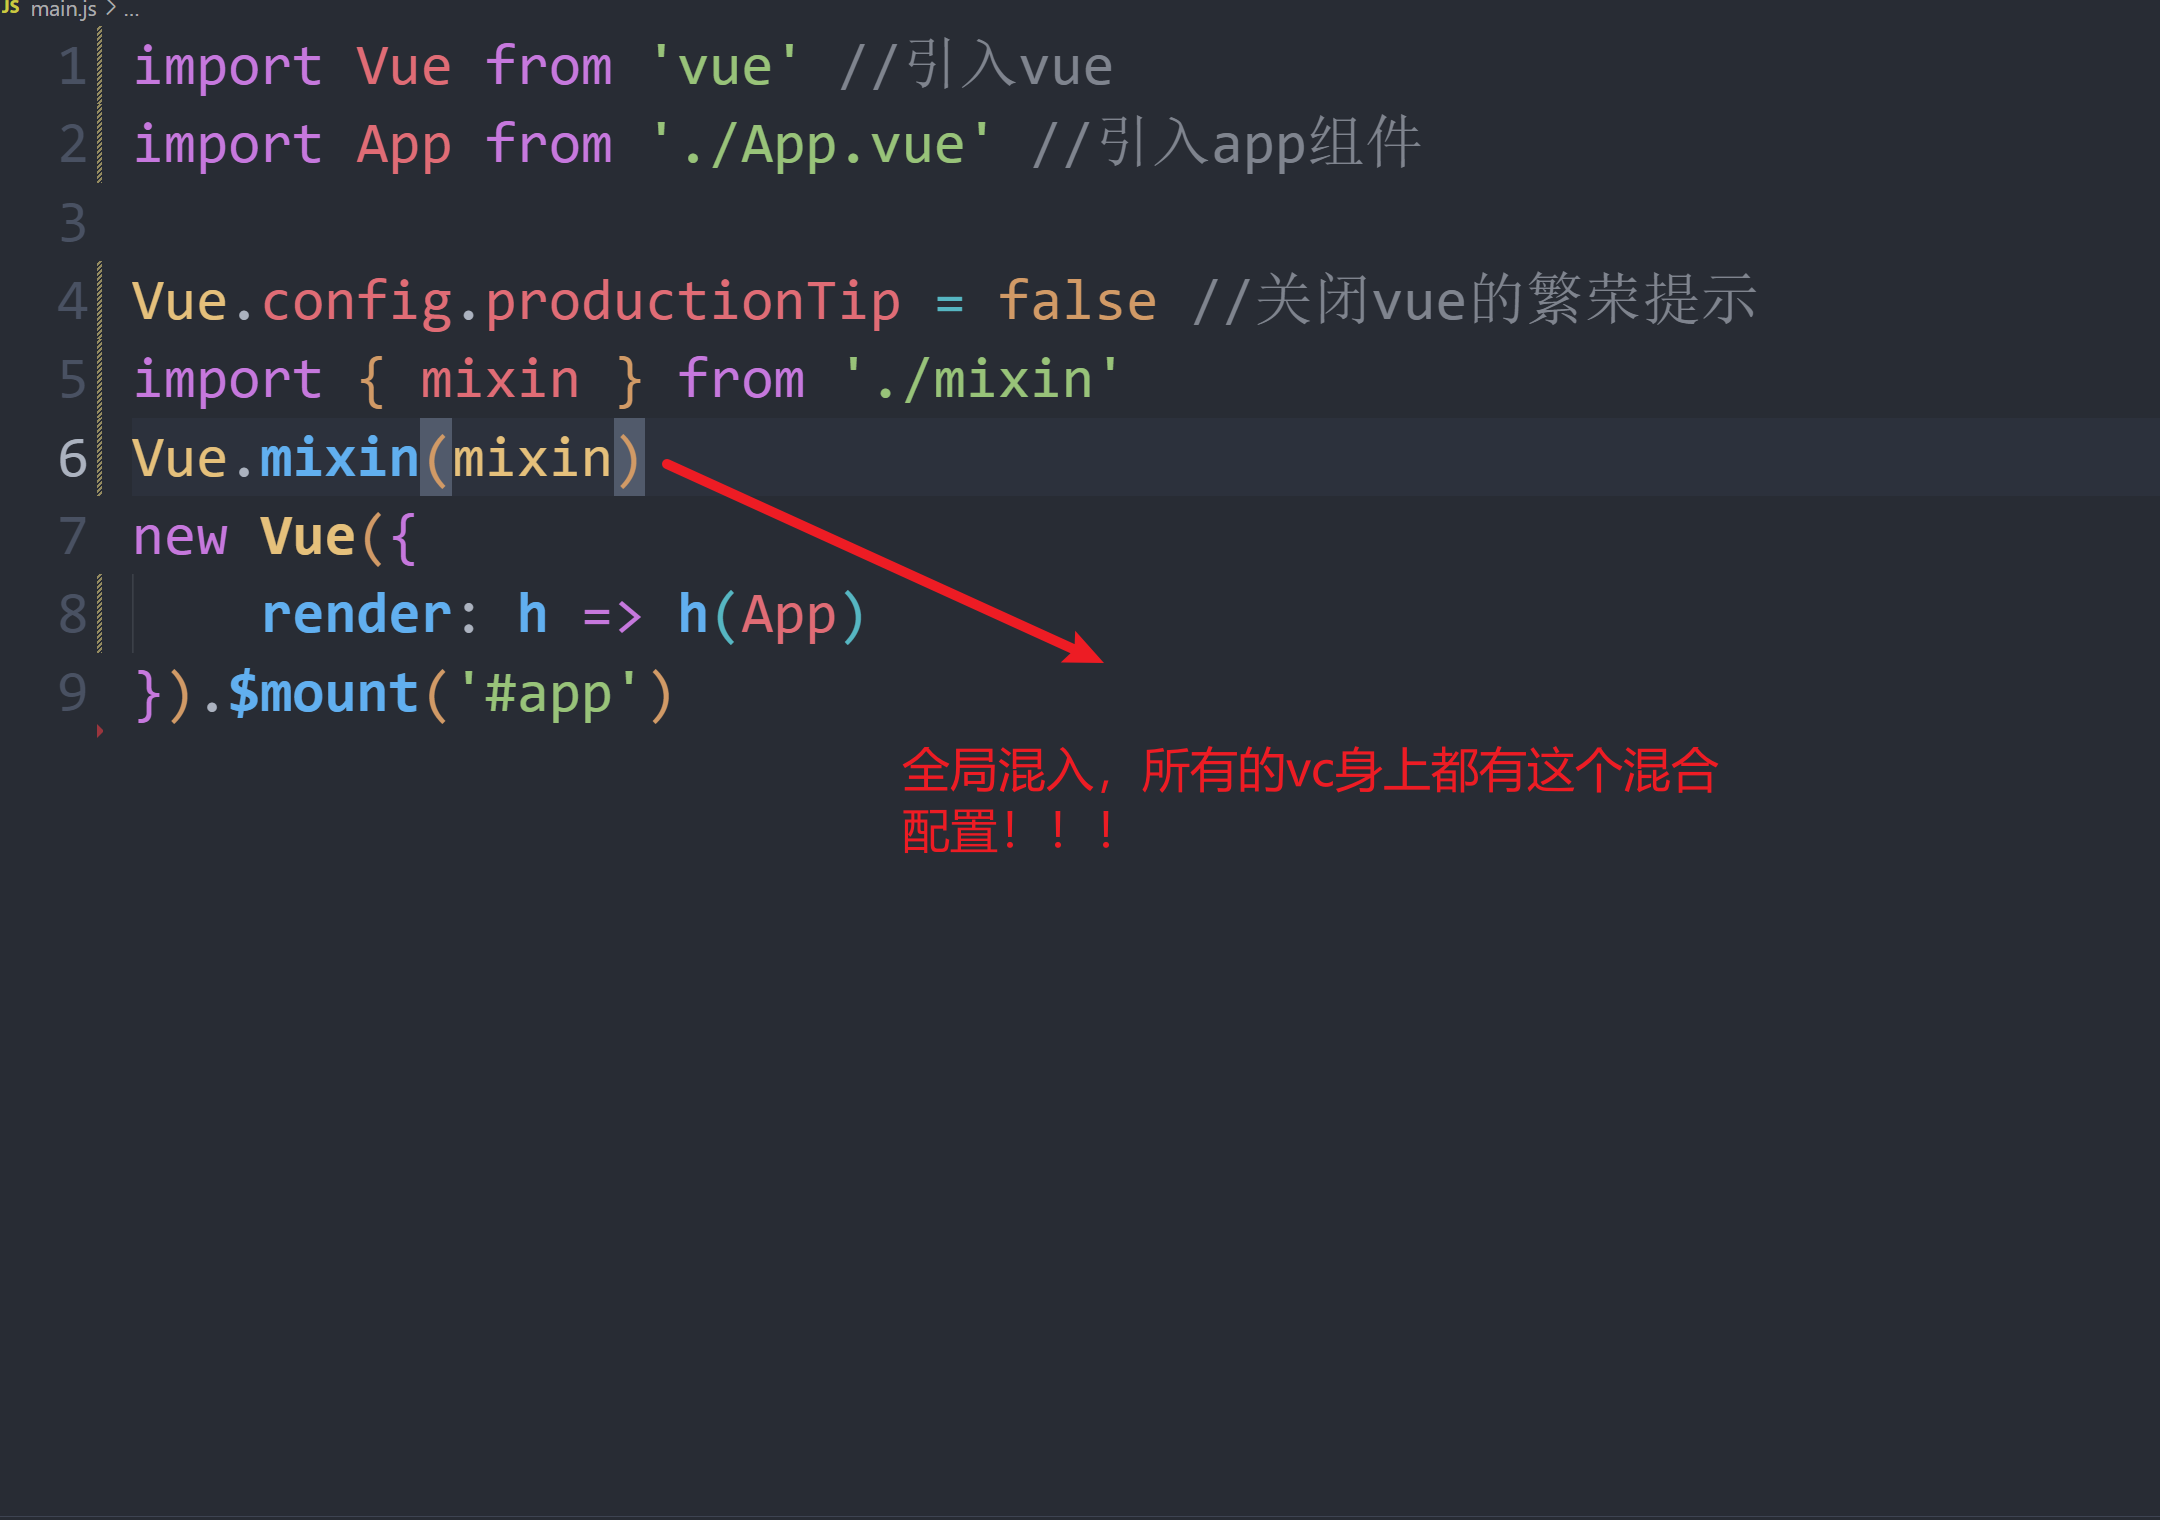 JS main.js > ...
1 import Vue from 'vue' //引入vue
2 import App from './App.vue' //引入app组件
3
4 Vue.config.productionTip = false //关闭vue的繁荣提示
5 import { mixin } from './mixin'
6 Vue.mixin(mixin)
7 new Vue({
8     render: h => h(App)
9 }).$mount('#app')
全局混入，所有的vc身上都有这个混合
配置！！！